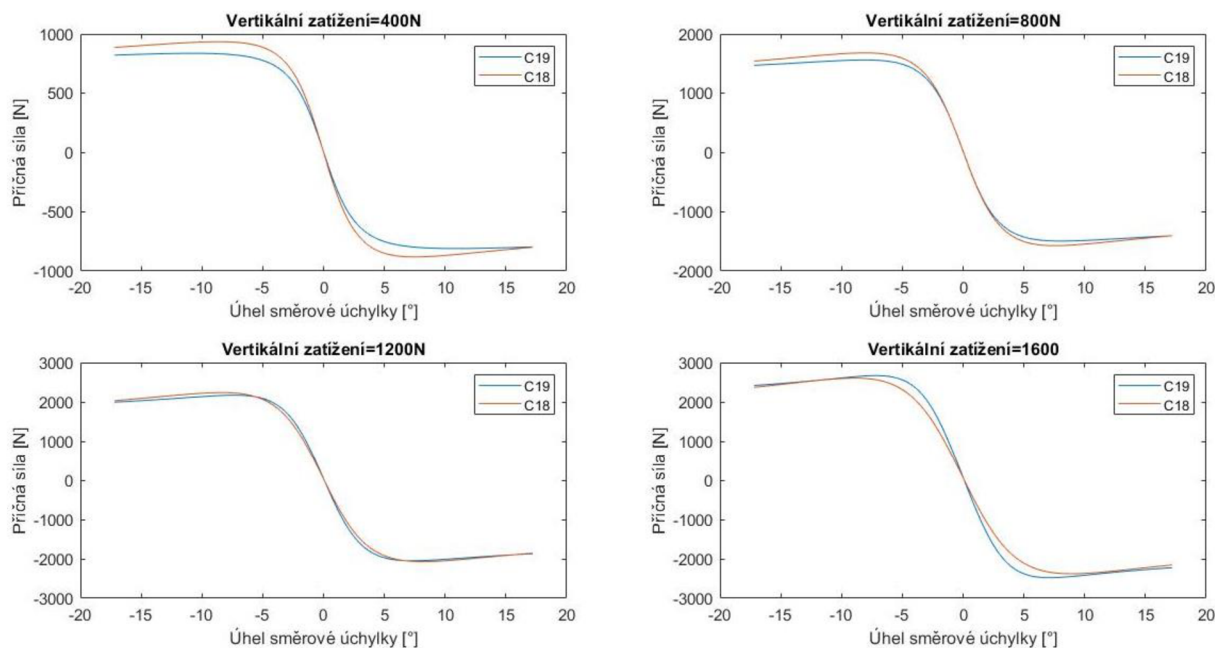 Vertikální zatížení=400N
1000
500
0
-500
-1000
Příčná síla [N]
C19
C18
-20 -15 -10 -5 0 5 10 15 20
Úhel směrové úchylky [°]
Vertikální zatížení=800N
2000
1000
0
-1000
-2000
Příčná síla [N]
C19
C18
-20 -15 -10 -5 0 5 10 15 20
Úhel směrové úchylky [°]
Vertikální zatížení=1200N
3000
2000
1000
0
-1000
-2000
-3000
Příčná síla [N]
C19
C18
-20 -15 -10 -5 0 5 10 15 20
Úhel směrové úchylky [°]
Vertikální zatížení=1600
3000
2000
1000
0
-1000
-2000
-3000
Příčná síla [N]
C19
C18
-20 -15 -10 -5 0 5 10 15 20
Úhel směrové úchylky [°]